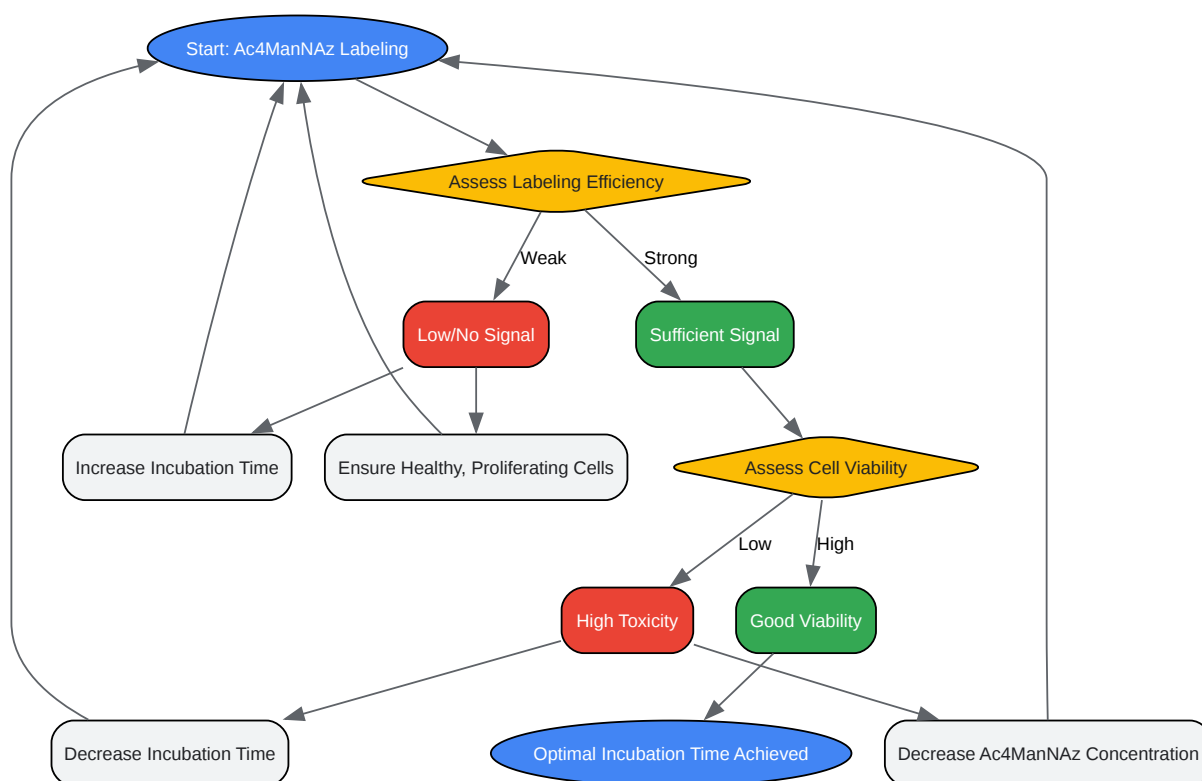 Start: Ac4ManNAz Labeling
Assess Labeling Efficiency
Weak
Strong
Low/No Signal
Sufficient Signal
Increase Incubation Time
Ensure Healthy, Proliferating Cells
Assess Cell Viability
Low
High
High Toxicity
Good Viability
Decrease Incubation Time
Optimal Incubation Time Achieved
Decrease Ac4ManNAz Concentration